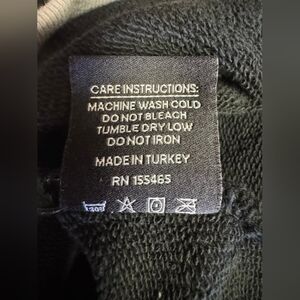 CARE INSTRUCTIONS:
MACHINE WASH COLD
DO NOT BLEACH
TUMBLE DRY LOW
DO NOT IRON
MADE IN TURKEY
RN 155465